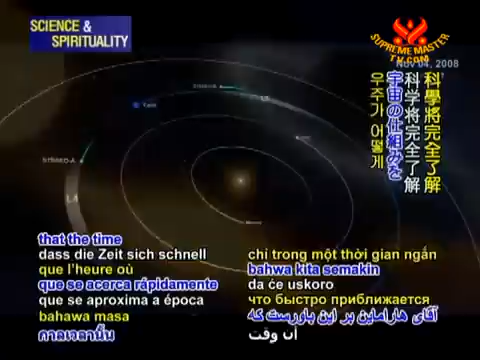 SCIENCE &
SPIRITUALITY
SUPREME MASTER
TV.COM
Nov 04, 2008
科學將完全了解
科学将完全了解
宇宙の仕組みを
우주가 어떻게
that the time
dass die Zeit sich schnell
que l'heure où
que se acerca rápidamente
que se aproxima a época
bahawa masa
กาลเวลานั้น
chỉ trong một thời gian ngắn
bahwa kita semakin
da će uskoro
что быстро приближается
آقای هاراماین بر این باورست که
آن وقت